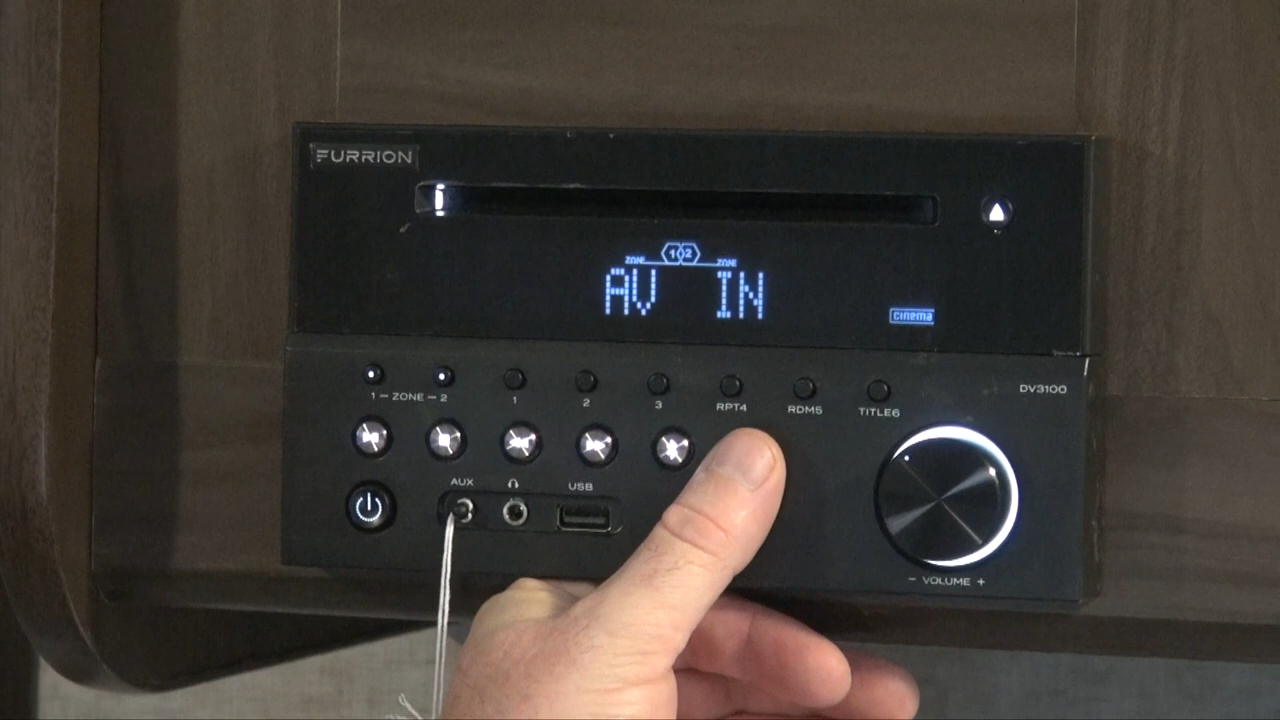 FURRION
ZONE 1 2 ZONE
AV IN
cinema
DV3100
1 - ZONE - 2
1
2
3
RPT4
RDM5
TITLE6
AUX
USB
- VOLUME +